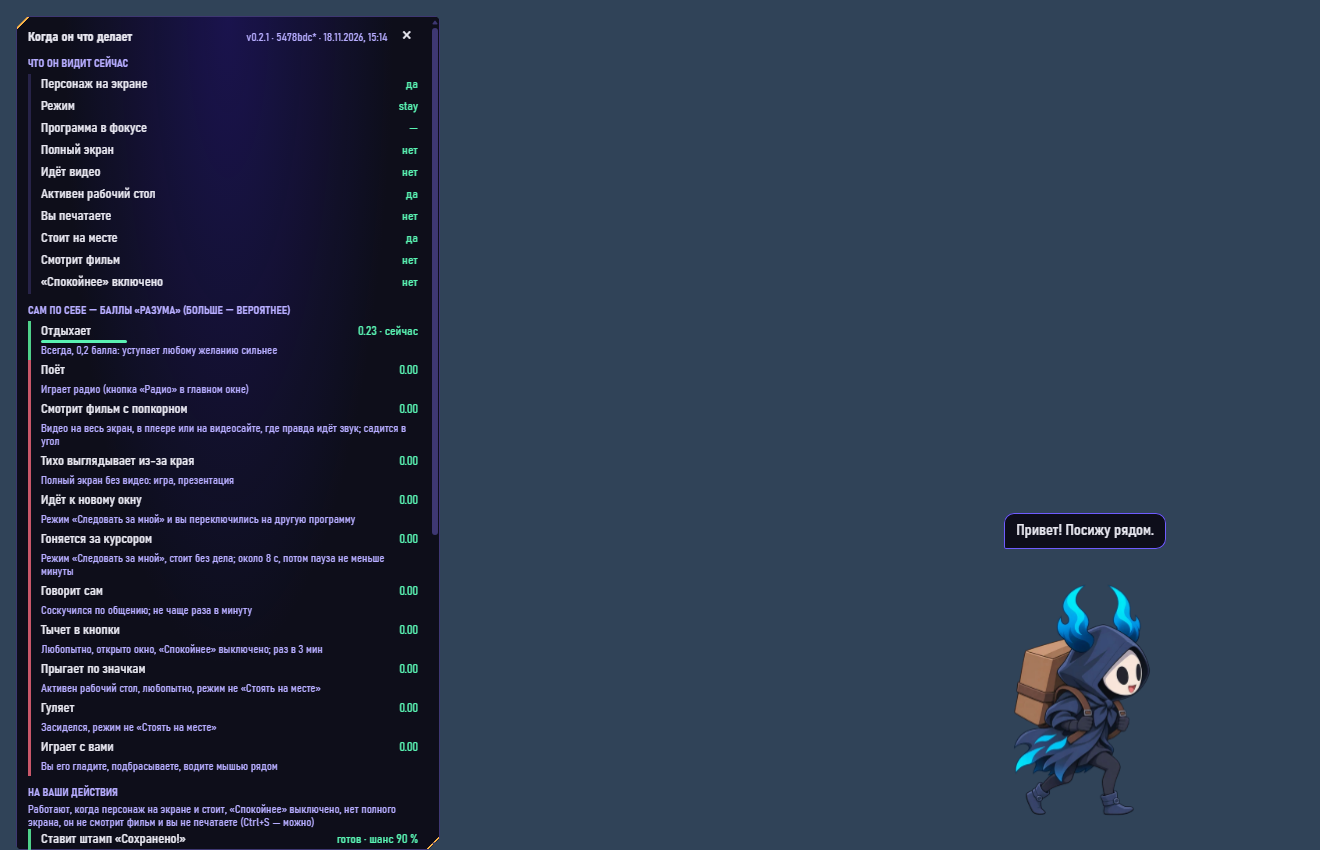 Когда он что делает
v0.2.1 · 5478bdc* · 18.11.2026, 15:14 ×
ЧТО ОН ВИДИТ СЕЙЧАС
Персонаж на экране да
Режим stay
Программа в фокусе —
Полный экран нет
Идёт видео нет
Активен рабочий стол да
Вы печатаете нет
Стоит на месте да
Смотрит фильм нет
«Спокойнее» включено нет
САМ ПО СЕБЕ — БАЛЛЫ «РАЗУМА» (БОЛЬШЕ — ВЕРОЯТНЕЕ)
Отдыхает 0.23 · сейчас
Всегда, 0,2 балла: уступает любому желанию сильнее
Поёт 0.00
Играет радио (кнопка «Радио» в главном окне)
Смотрит фильм с попкорном 0.00
Видео на весь экран, в плеере или на видеосайте, где правда идёт звук; садится в
угол
Тихо выглядывает из-за края 0.00
Полный экран без видео: игра, презентация
Идёт к новому окну 0.00
Режим «Следовать за мной» и вы переключились на другую программу
Гоняется за курсором 0.00
Режим «Следовать за мной», стоит без дела; около 8 с, потом пауза не меньше
минуты
Говорит сам 0.00
Соскучился по общению; не чаще раза в минуту
Тычет в кнопки 0.00
Любопытно, открыто окно, «Спокойнее» выключено; раз в 3 мин
Прыгает по значкам 0.00
Активен рабочий стол, любопытно, режим не «Стоять на месте»
Гуляет 0.00
Засиделся, режим не «Стоять на месте»
Играет с вами 0.00
Вы его гладите, подбрасываете, водите мышью рядом
НА ВАШИ ДЕЙСТВИЯ
Работают, когда персонаж на экране и стоит, «Спокойнее» выключено, нет полного
экрана, он не смотрит фильм и вы не печатаете (Ctrl+S — можно)
Ставит штамп «Сохранено!» готов · шанс 90 %
Привет! Посижу рядом.